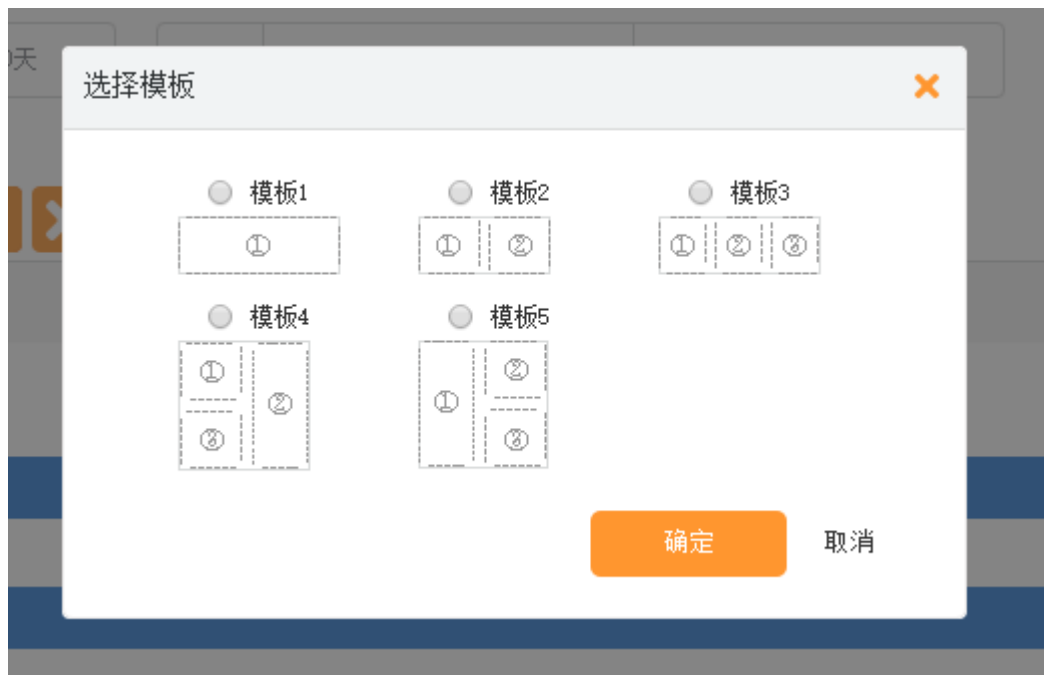 天
选择模板
模板1 模板2 模板3
① ① ② ① ② ③
模板4 模板5
① ② ① ②
③ ③
确定 取消